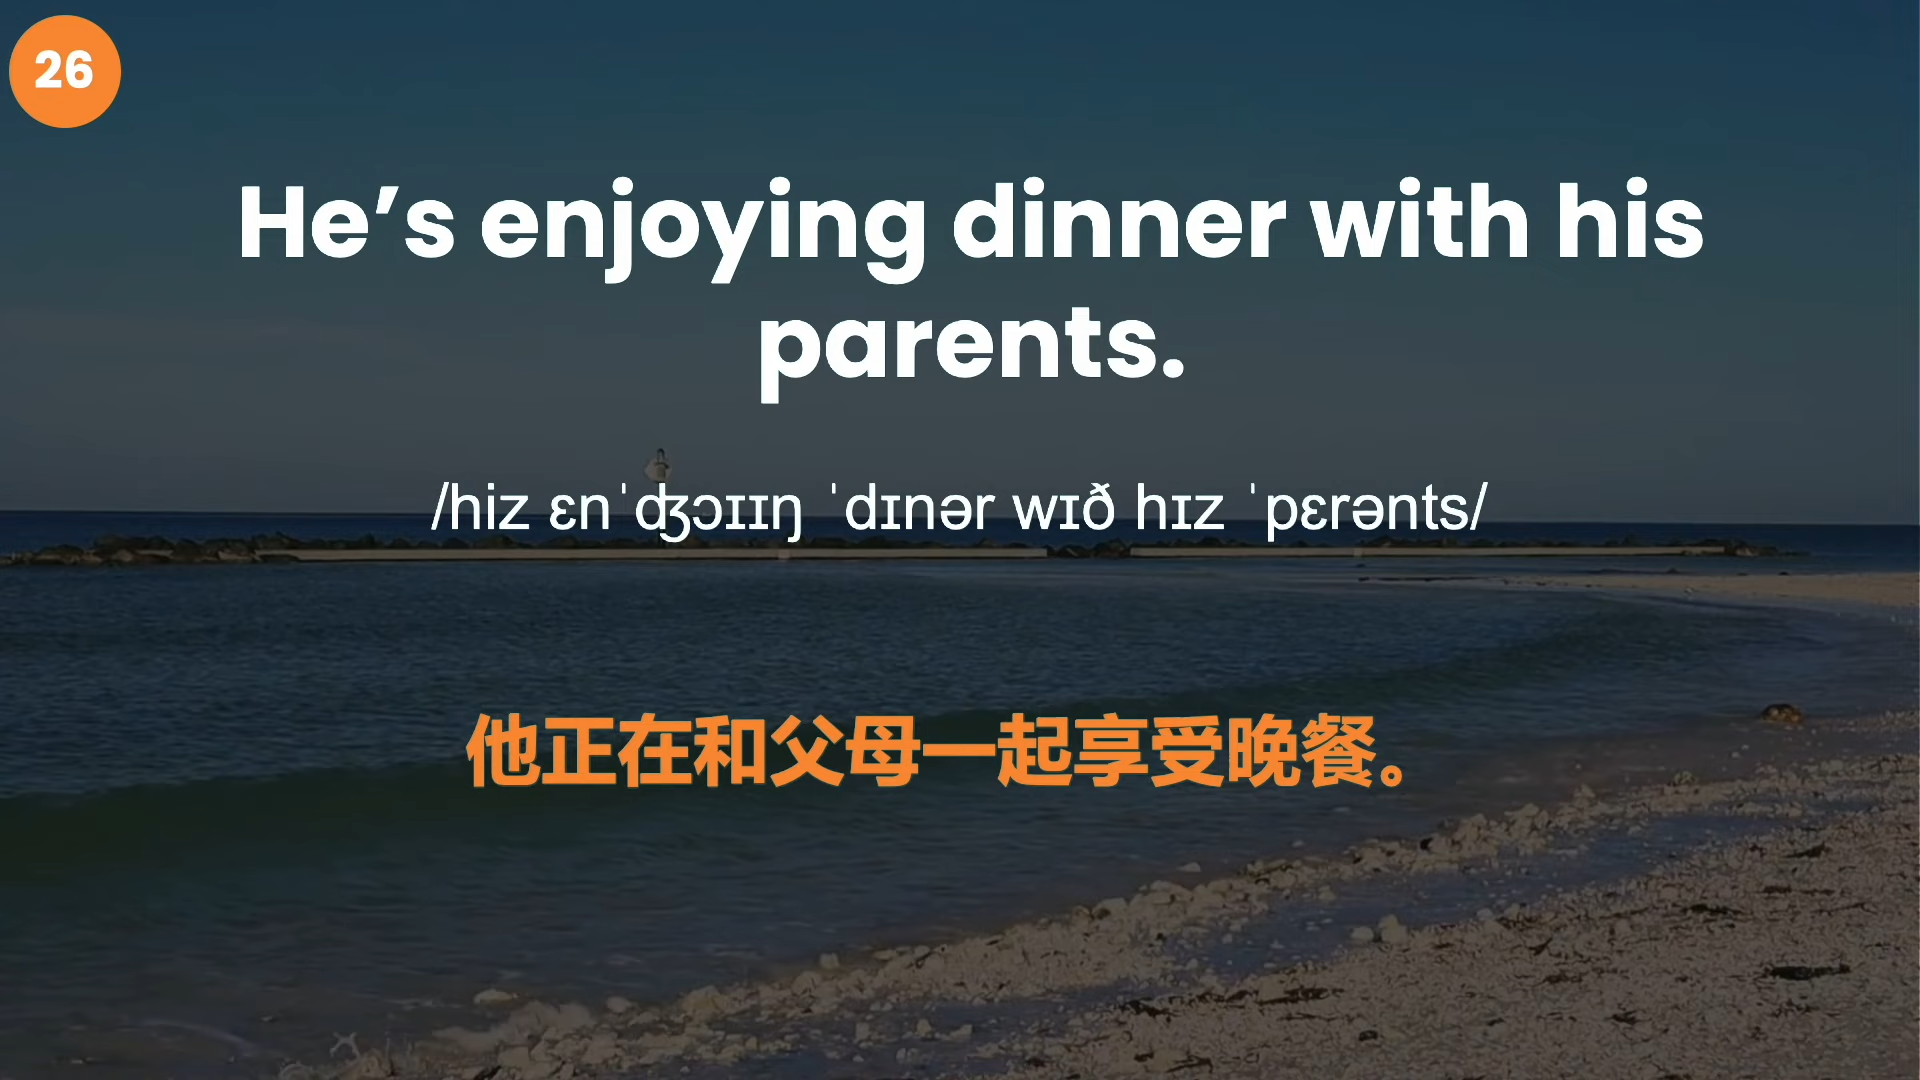 26
He’s enjoying dinner with his
parents.
/hiz ɛnˈʤɔɪɪŋ ˈdɪnər wɪð hɪz ˈpɛrənts/
他正在和父母一起享受晚餐。